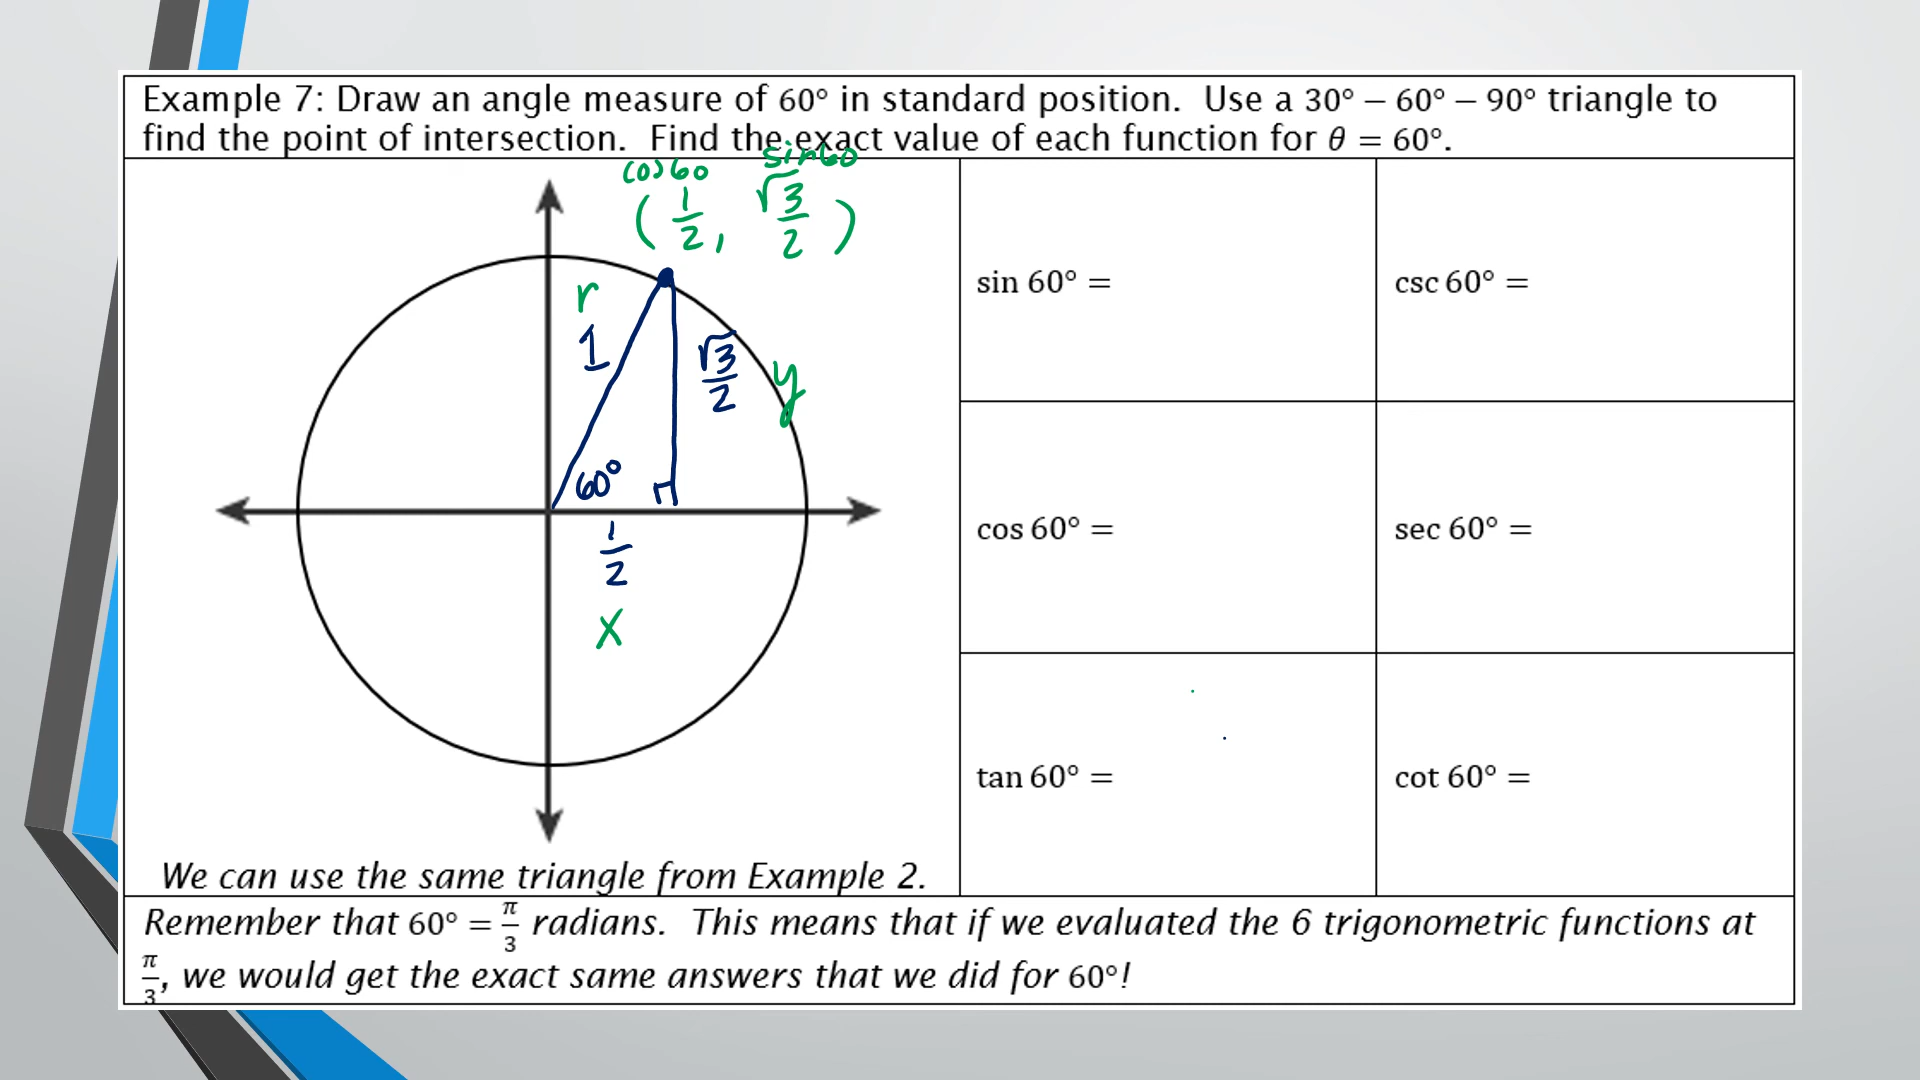 Example 7: Draw an angle measure of 60° in standard position.  Use a 30° – 60° – 90° triangle to
find the point of intersection.  Find the exact value of each function for θ = 60°.
cos 60 sin 60
( 1/2, √3/2 )
r
1
√3/2
y
60°
1/2
x
We can use the same triangle from Example 2.
sin 60° =
csc 60° =
cos 60° =
sec 60° =
tan 60° =
cot 60° =
Remember that 60° = π/3 radians.  This means that if we evaluated the 6 trigonometric functions at
π/3, we would get the exact same answers that we did for 60°!